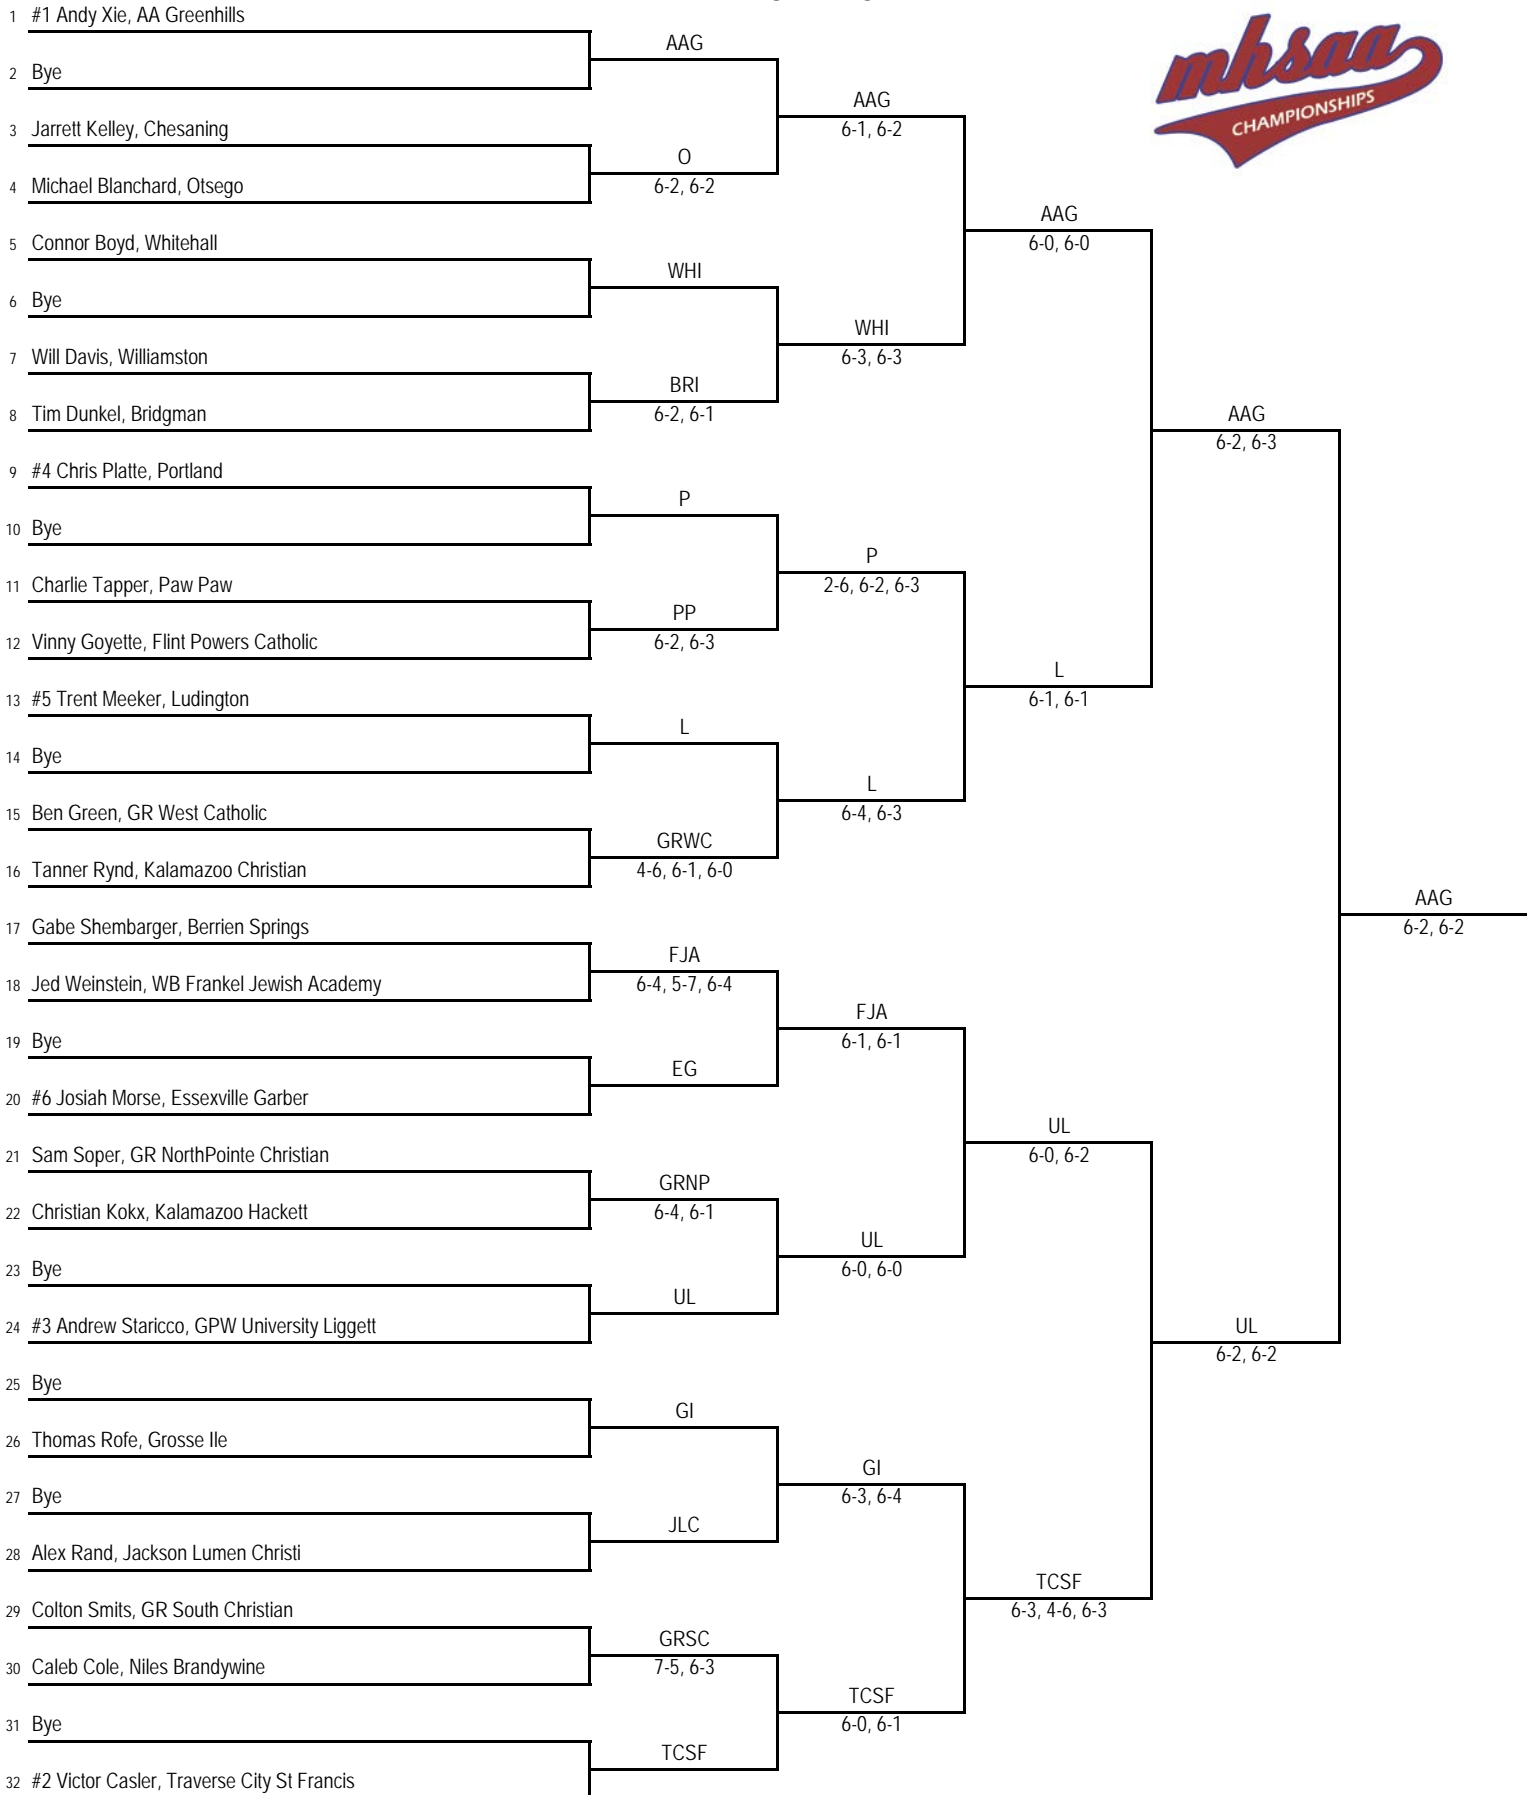 1 #1 Andy Xie, AA Greenhills
2 Bye
3 Jarrett Kelley, Chesaning
4 Michael Blanchard, Otsego
5 Connor Boyd, Whitehall
6 Bye
7 Will Davis, Williamston
8 Tim Dunkel, Bridgman
9 #4 Chris Platte, Portland
10 Bye
11 Charlie Tapper, Paw Paw
12 Vinny Goyette, Flint Powers Catholic
13 #5 Trent Meeker, Ludington
14 Bye
15 Ben Green, GR West Catholic
16 Tanner Rynd, Kalamazoo Christian
17 Gabe Shembarger, Berrien Springs
18 Jed Weinstein, WB Frankel Jewish Academy
19 Bye
20 #6 Josiah Morse, Essexville Garber
21 Sam Soper, GR NorthPointe Christian
22 Christian Kokx, Kalamazoo Hackett
23 Bye
24 #3 Andrew Staricco, GPW University Liggett
25 Bye
26 Thomas Rofe, Grosse Ile
27 Bye
28 Alex Rand, Jackson Lumen Christi
29 Colton Smits, GR South Christian
30 Caleb Cole, Niles Brandywine
31 Bye
32 #2 Victor Casler, Traverse City St Francis
AAG
O
6-2, 6-2
WHI
BRI
6-2, 6-1
P
PP
6-2, 6-3
L
GRWC
4-6, 6-1, 6-0
FJA
6-4, 5-7, 6-4
EG
GRNP
6-4, 6-1
UL
GI
JLC
GRSC
7-5, 6-3
TCSF
AAG
6-1, 6-2
WHI
6-3, 6-3
P
2-6, 6-2, 6-3
L
6-4, 6-3
FJA
6-1, 6-1
UL
6-0, 6-0
GI
6-3, 6-4
TCSF
6-0, 6-1
AAG
6-0, 6-0
L
6-1, 6-1
UL
6-0, 6-2
TCSF
6-3, 4-6, 6-3
AAG
6-2, 6-3
UL
6-2, 6-2
AAG
6-2, 6-2
mhsaa
CHAMPIONSHIPS